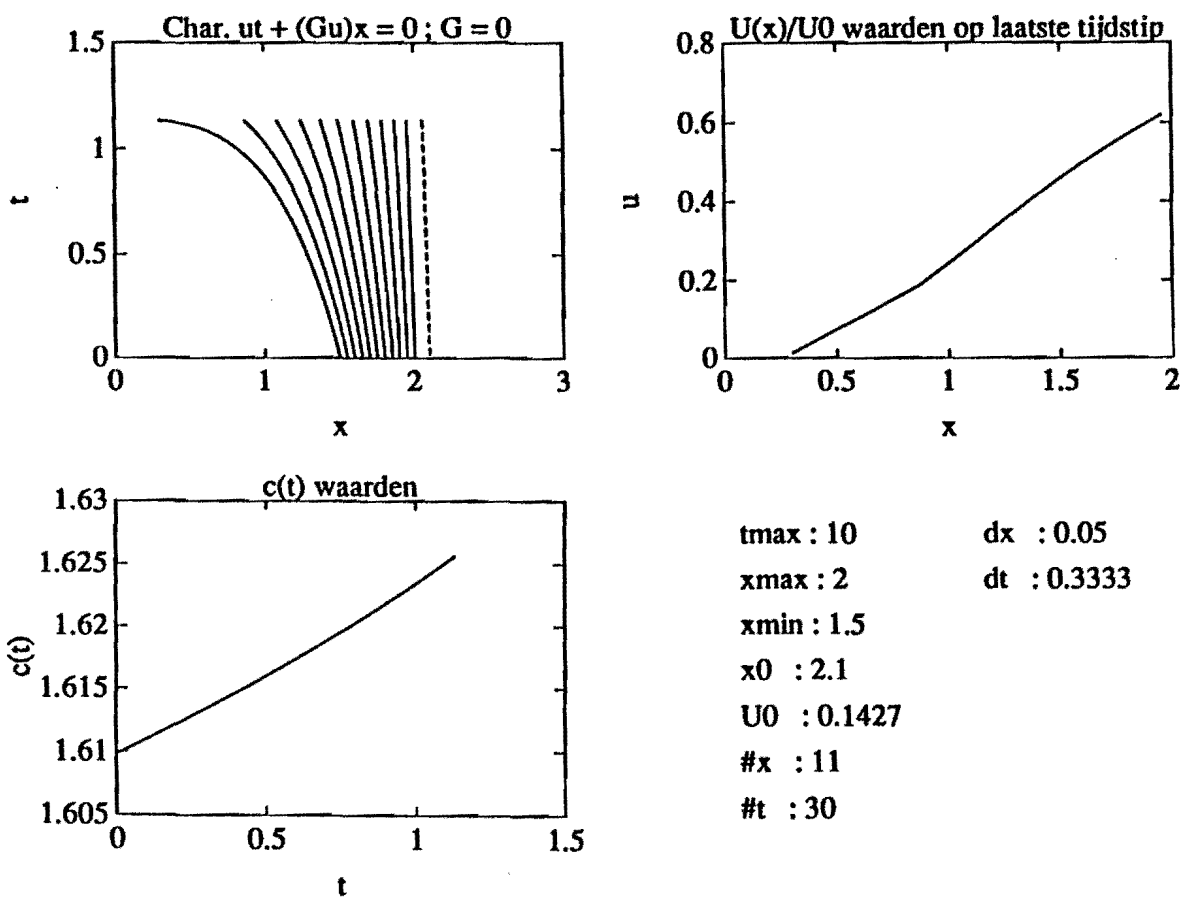 Char. ut + (Gu)x = 0 ; G = 0
1.5
1
0.5
0
t
0
1
2
3
x
U(x)/U0 waarden op laatste tijdstip
0.8
0.6
0.4
0.2
0
u
0
0.5
1
1.5
2
x
c(t) waarden
1.63
1.625
1.62
1.615
1.61
1.605
c(t)
0
0.5
1
1.5
t
tmax : 10 dx : 0.05
xmax : 2 dt : 0.3333
xmin : 1.5
x0 : 2.1
U0 : 0.1427
#x : 11
#t : 30